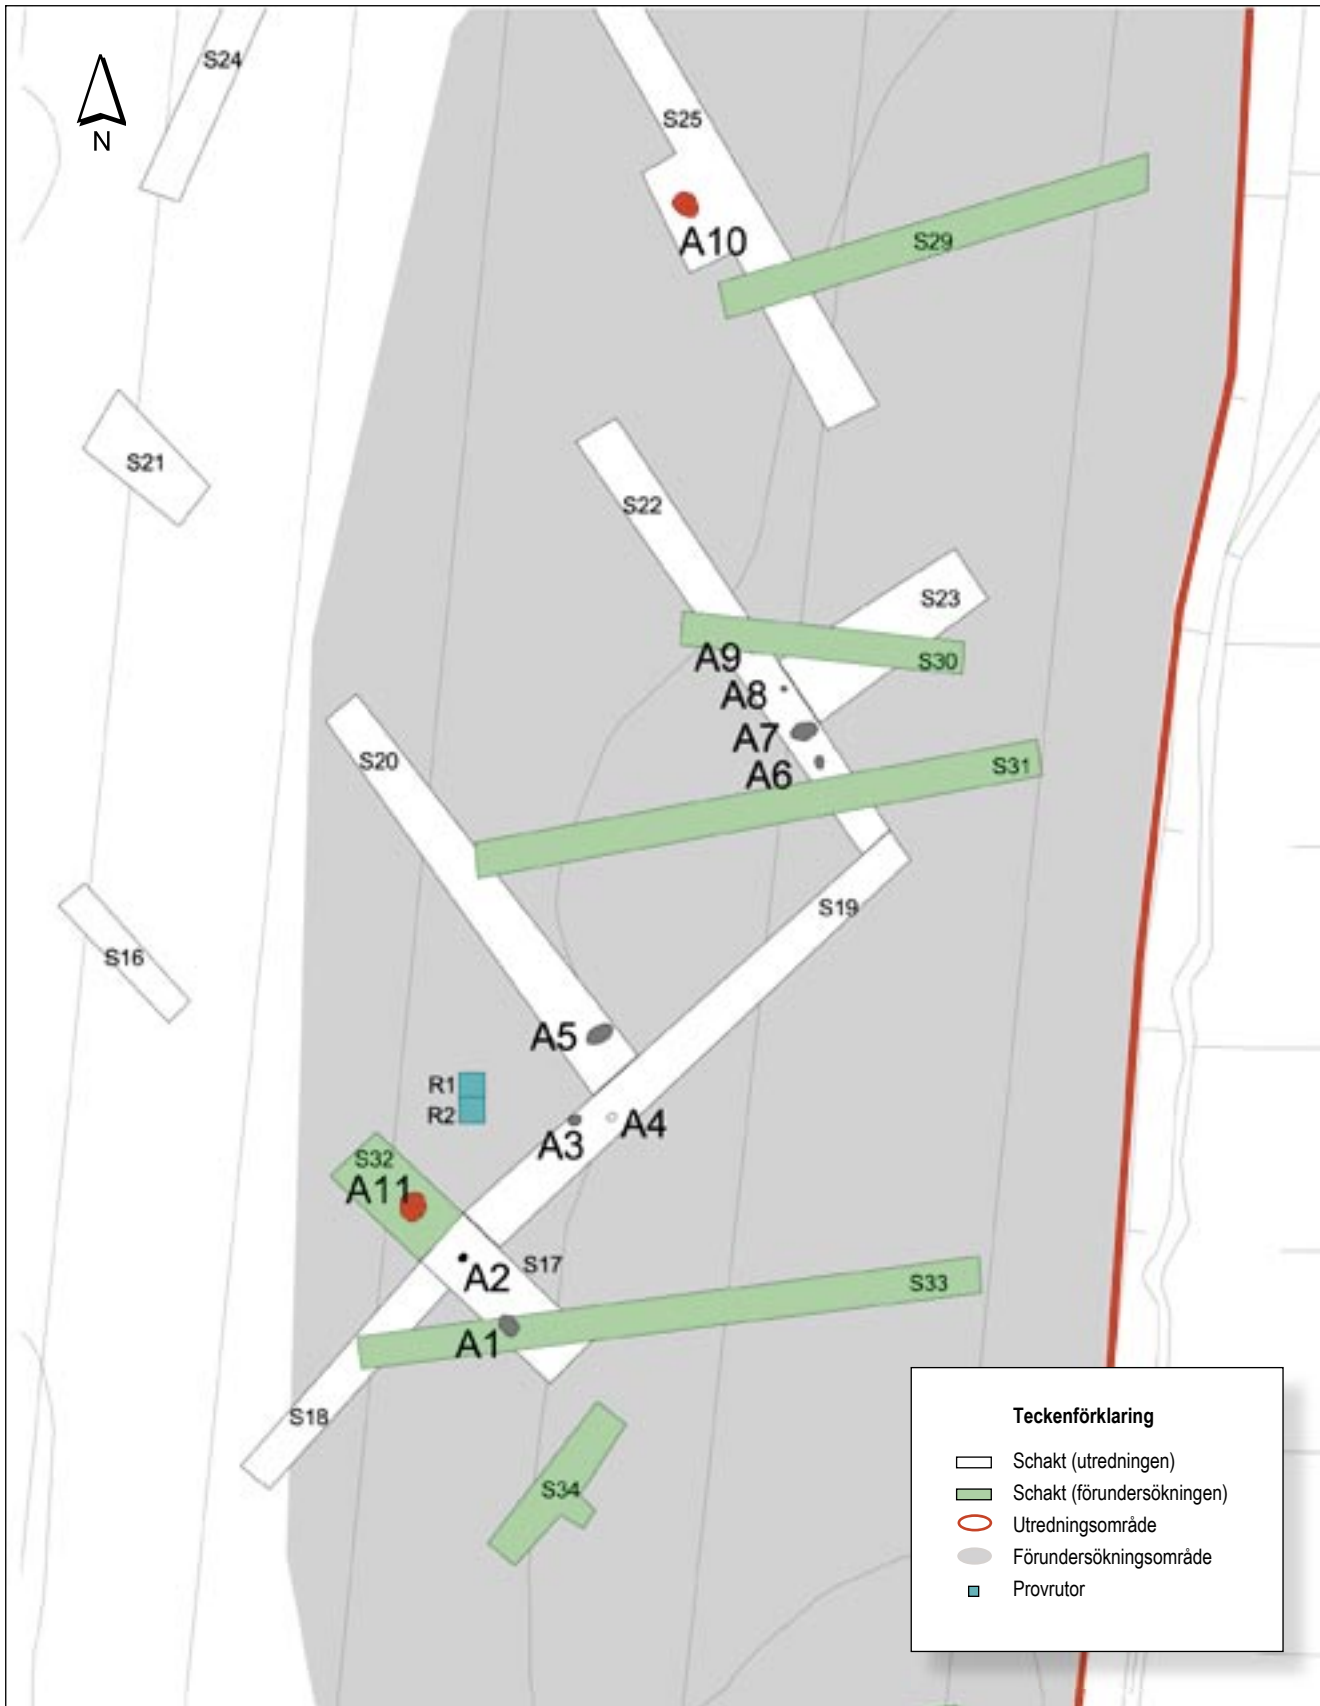 S24
N
S25
A10
S29
S21
S22
S23
A9
S30
A8
A7
A6
S31
S20
S19
S16
A5
R1
R2
A3
A4
S32
A11
A2
S17
A1
S33
S18
S34
Teckenförklaring
Schakt (utredningen)
Schakt (förundersökningen)
Utredningsområde
Förundersökningsområde
Provrutor